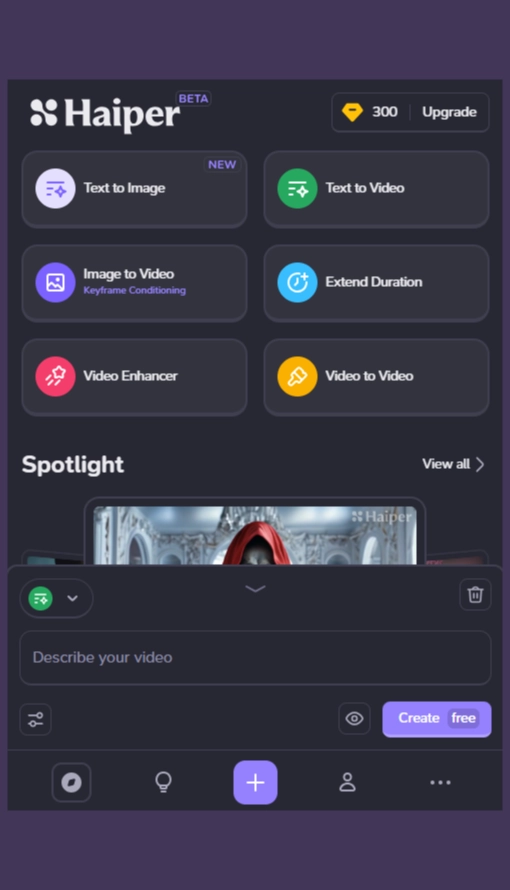 Haiper BETA
300 Upgrade
NEW
Text to Image
Text to Video
Image to Video
Keyframe Conditioning
Extend Duration
Video Enhancer
Video to Video
Spotlight
View all
Haiper
Describe your video
Create free